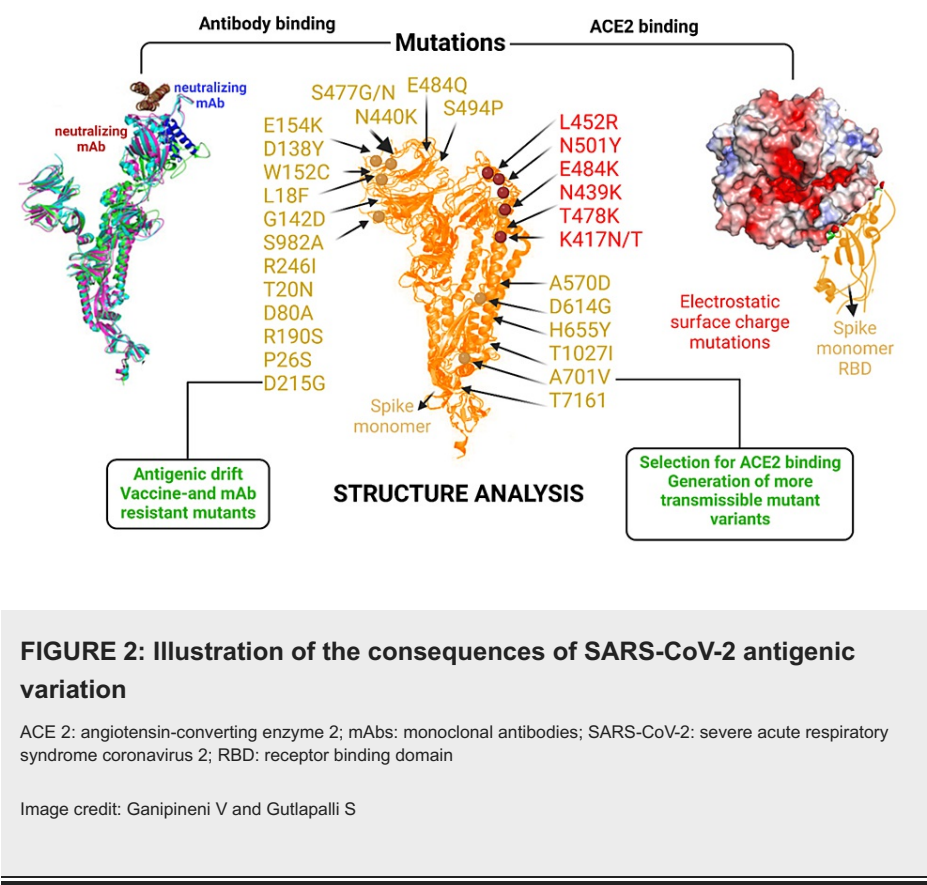 Antibody binding
Mutations
ACE2 binding
neutralizing
mAb
neutralizing
mAb
S477G/N
E484Q
N440K
S494P
E154K
D138Y
W152C
L18F
G142D
S982A
R246I
T20N
D80A
R190S
P26S
D215G
L452R
N501Y
E484K
N439K
T478K
K417N/T
A570D
D614G
H655Y
T1027I
A701V
T7161
Electrostatic
surface charge
mutations
Spike
monomer
RBD
Spike
monomer
Antigenic drift
Vaccine-and mAb
resistant mutants
STRUCTURE ANALYSIS
Selection for ACE2 binding
Generation of more
transmissible mutant
variants
FIGURE 2: Illustration of the consequences of SARS-CoV-2 antigenic
variation
ACE 2: angiotensin-converting enzyme 2; mAbs: monoclonal antibodies; SARS-CoV-2: severe acute respiratory
syndrome coronavirus 2; RBD: receptor binding domain
Image credit: Ganipineni V and Gutlapalli S